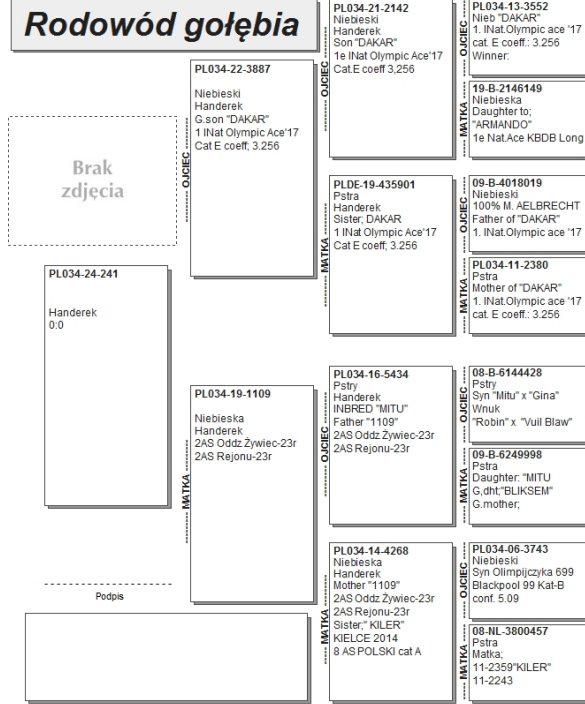 Rodowód gołębia
Brak
zdjęcia
PL034-24-241
Handerek
0:0
Podpis
OJCIEC
PL034-22-3887
Niebieski
Handerek
G.son "DAKAR"
1 INat Olympic Ace'17
Cat E coeff; 3.256
MATKA
PL034-19-1109
Niebieska
Handerek
2AS Oddz Żywiec-23r
2AS Rejonu-23r
OJCIEC
PL034-21-2142
Niebieski
Handerek
Son "DAKAR"
1e INat Olympic Ace'17
Cat.E coeff 3,256
MATKA
PLDE-19-435901
Pstra
Handerek
Sister; DAKAR
1 INat Olympic Ace'17
Cat E coeff; 3.256
OJCIEC
PL034-16-5434
Pstry
Handerek
INBRED "MITU"
Father "1109"
2AS Oddz Żywiec-23r
2AS Rejonu-23r
MATKA
PL034-14-4268
Niebieska
Handerek
Mother "1109"
2AS Oddz Żywiec-23r
2AS Rejonu-23r
Sister;" KILER"
KIELCE 2014
8 AS POLSKI cat A
OJCIEC
PL034-13-3552
Nieb "DAKAR"
1. INat.Olympic ace '17
cat. E coeff.: 3.256
Winner:
MATKA
19-B-2146149
Niebieska
Daughter to;
"ARMANDO"
1e Nat.Ace KBDB Long
OJCIEC
09-B-4018019
Niebieski
100% M. AELBRECHT
Father of "DAKAR"
1. INat.Olympic ace '17
MATKA
PL034-11-2380
Pstra
Mother of "DAKAR"
1. INat.Olympic ace '17
cat. E coeff.: 3.256
OJCIEC
08-B-6144428
Pstry
Syn "Mitu" x "Gina"
Wnuk
"Robin" x "Vuil Blaw"
MATKA
09-B-6249998
Pstra
Daughter: "MITU
G,dht;"BLIKSEM"
G.mother;
OJCIEC
PL034-06-3743
Niebieski
Syn Olimpijczyka 699
Blackpool 99 Kat-B
conf. 5.09
MATKA
08-NL-3800457
Pstra
Matka;
11-2359"KILER"
11-2243